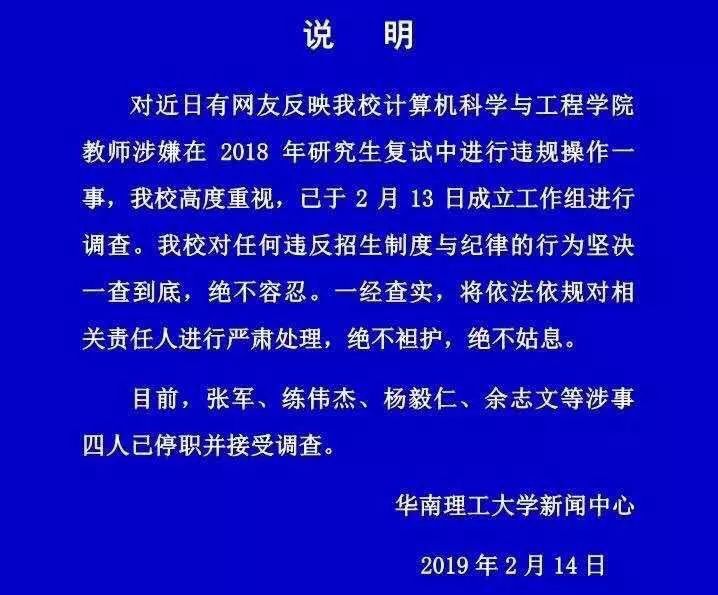 说 明
对近日有网友反映我校计算机科学与工程学院
教师涉嫌在 2018 年研究生复试中进行违规操作一
事，我校高度重视，已于 2 月 13 日成立工作组进行
调查。我校对任何违反招生制度与纪律的行为坚决
一查到底，绝不容忍。一经查实，将依法依规对相
关责任人进行严肃处理，绝不袒护，绝不姑息。
目前，张军、练伟杰、杨毅仁、余志文等涉事
四人已停职并接受调查。
华南理工大学新闻中心
2019 年 2 月 14 日